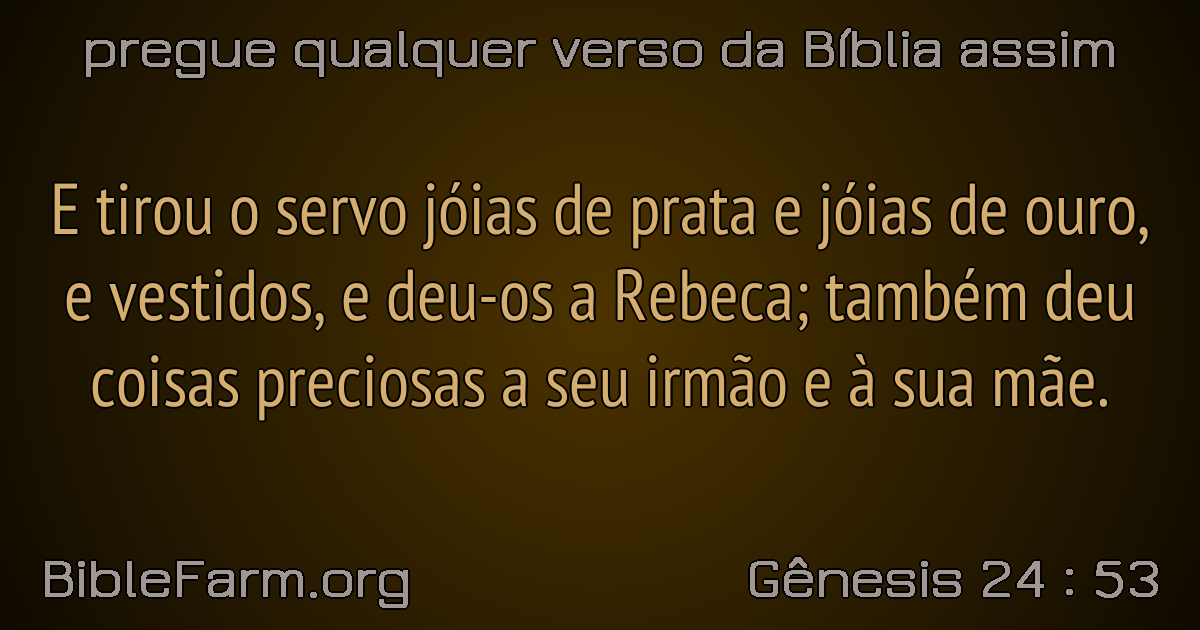 pregue qualquer verso da Bíblia assim
E tirou o servo jóias de prata e jóias de ouro,
e vestidos, e deu-os a Rebeca; também deu
coisas preciosas a seu irmão e à sua mãe.
BibleFarm.org
Gênesis 24 : 53